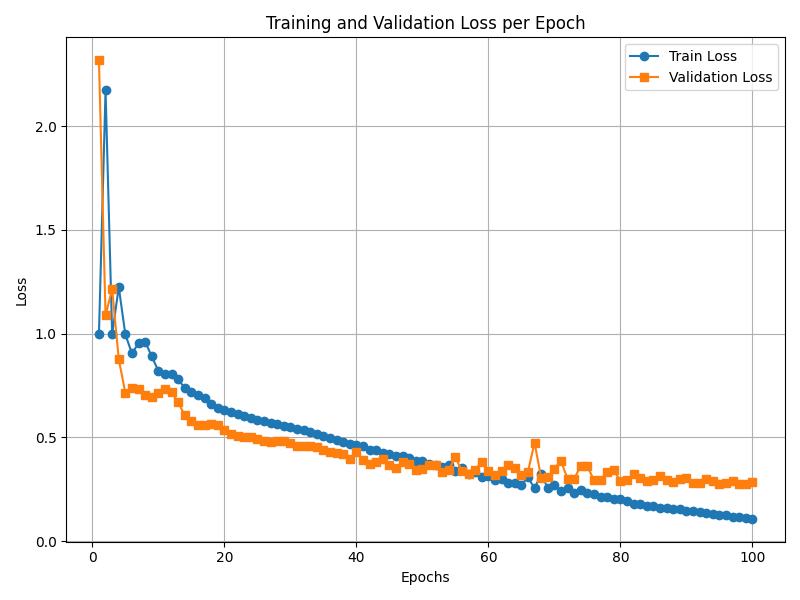 Training and Validation Loss per Epoch
Train Loss
Validation Loss
2.0
1.5
1.0
0.5
0.0
Loss
0 20 40 60 80 100
Epochs